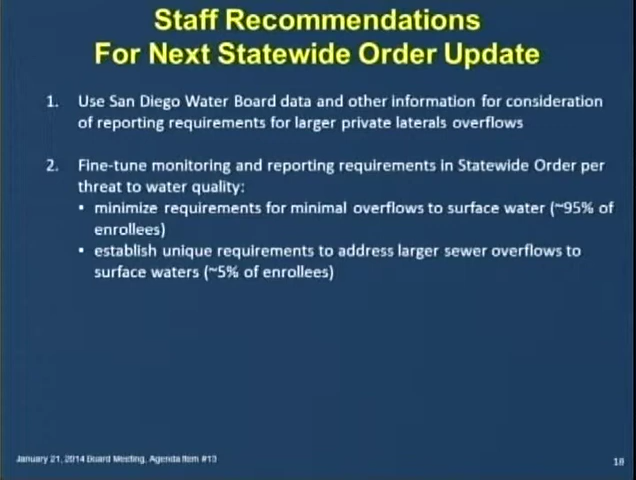 Staff Recommendations
For Next Statewide Order Update
1. Use San Diego Water Board data and other information for consideration
of reporting requirements for larger private laterals overflows
2. Fine-tune monitoring and reporting requirements in Statewide Order per
threat to water quality:
• minimize requirements for minimal overflows to surface water (~95% of
enrollees)
• establish unique requirements to address larger sewer overflows to
surface waters (~5% of enrollees)
January 21, 2014 Board Meeting, Agenda Item #13
18